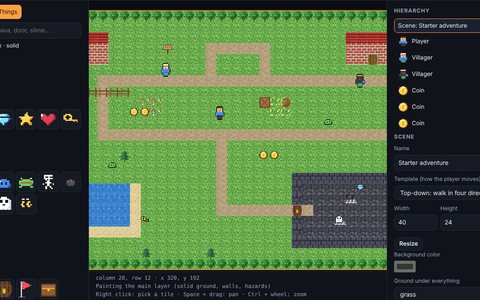 Things
ava, door, slime...
k · solid
column 20, row 12 · x 320, y 192
Painting the main layer (solid ground, walls, hazards)
Right click: pick a tile · Space + drag: pan · Ctrl + wheel: zoom
HIERARCHY
Scene: Starter adventure
Player
Villager
Villager
Coin
Coin
Coin
SCENE
Name
Starter adventure
Template (how the player moves)
Top-down: walk in four direc
Width
Height
40
24
Resize
Background color
Ground under everything
grass